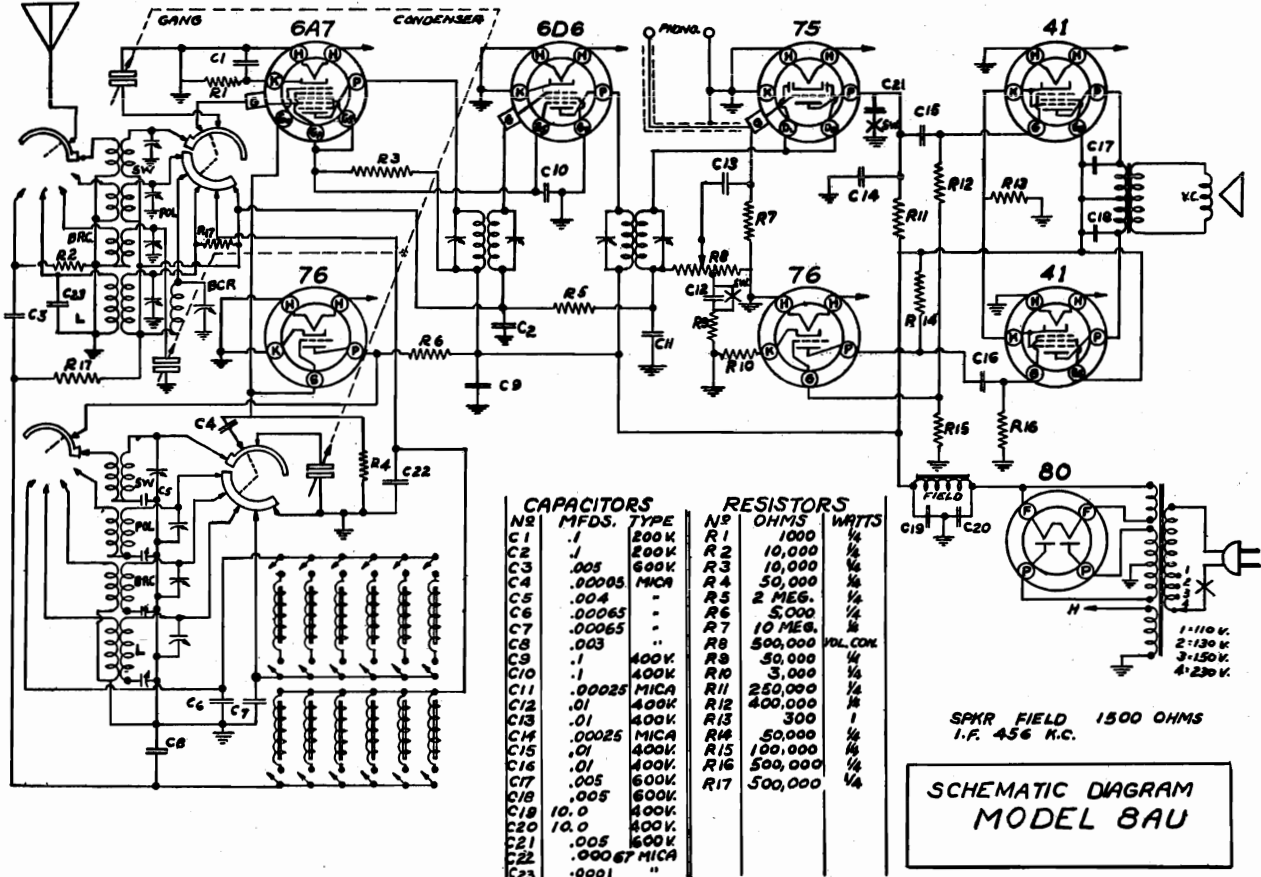 GANG
CONDENSER
6A7
6D6
PHONO.
75
41
C1
R1
H H
K P
G
C21
SW.
C15
SW
R3
C10
C13
C14
R12
R13
C17
C18
V.C.
POL
BRC.
R17
R2
C23
L
C3
BCR
R7
R11
R8
76
R5
C12
SW.
R9
R14
41
C2
R6
C11
R10
C16
R17
C9
76
C4
R4
C22
R15
R16
SW
C5
POL
BRC
L
C6
C7
C8
80
FIELD
C19
C20
F F
P P
H
1
2
3
4
1=110 V.
2=130 V.
3=150 V.
4=230 V.
CAPACITORS
Nº MFDS. TYPE
C1 .1 200V.
C2 .1 200V.
C3 .005 600V.
C4 .00005 MICA
C5 .004 "
C6 .00065
C7 .00065 "
C8 .003 "
C9 .1 400V.
C10 .1 400V.
C11 .00025 MICA
C12 .01 400V.
C13 .01 400V.
C14 .00025 MICA
C15 .01 400V.
C16 .01 400V.
C17 .005 600V.
C18 .005 600V.
C19 10.0 400V.
C20 10.0 400V.
C21 .005 600V.
C22 .00067 MICA
C23 .0001 "
RESISTORS
Nº OHMS WATTS
R1 1000 ¼
R2 10,000 ¼
R3 10,000 ¼
R4 50,000 ¼
R5 2 MEG. ¼
R6 5,000 ¼
R7 10 MEG. ¼
R8 500,000 VOL. CON.
R9 50,000 ¼
R10 3,000 ¼
R11 250,000 ¼
R12 400,000 ¼
R13 300 1
R14 50,000 ¼
R15 100,000 ¼
R16 500,000 ¼
R17 500,000 ¼
SPKR FIELD 1500 OHMS
I.F. 456 K.C.
SCHEMATIC DIAGRAM
MODEL 8AU